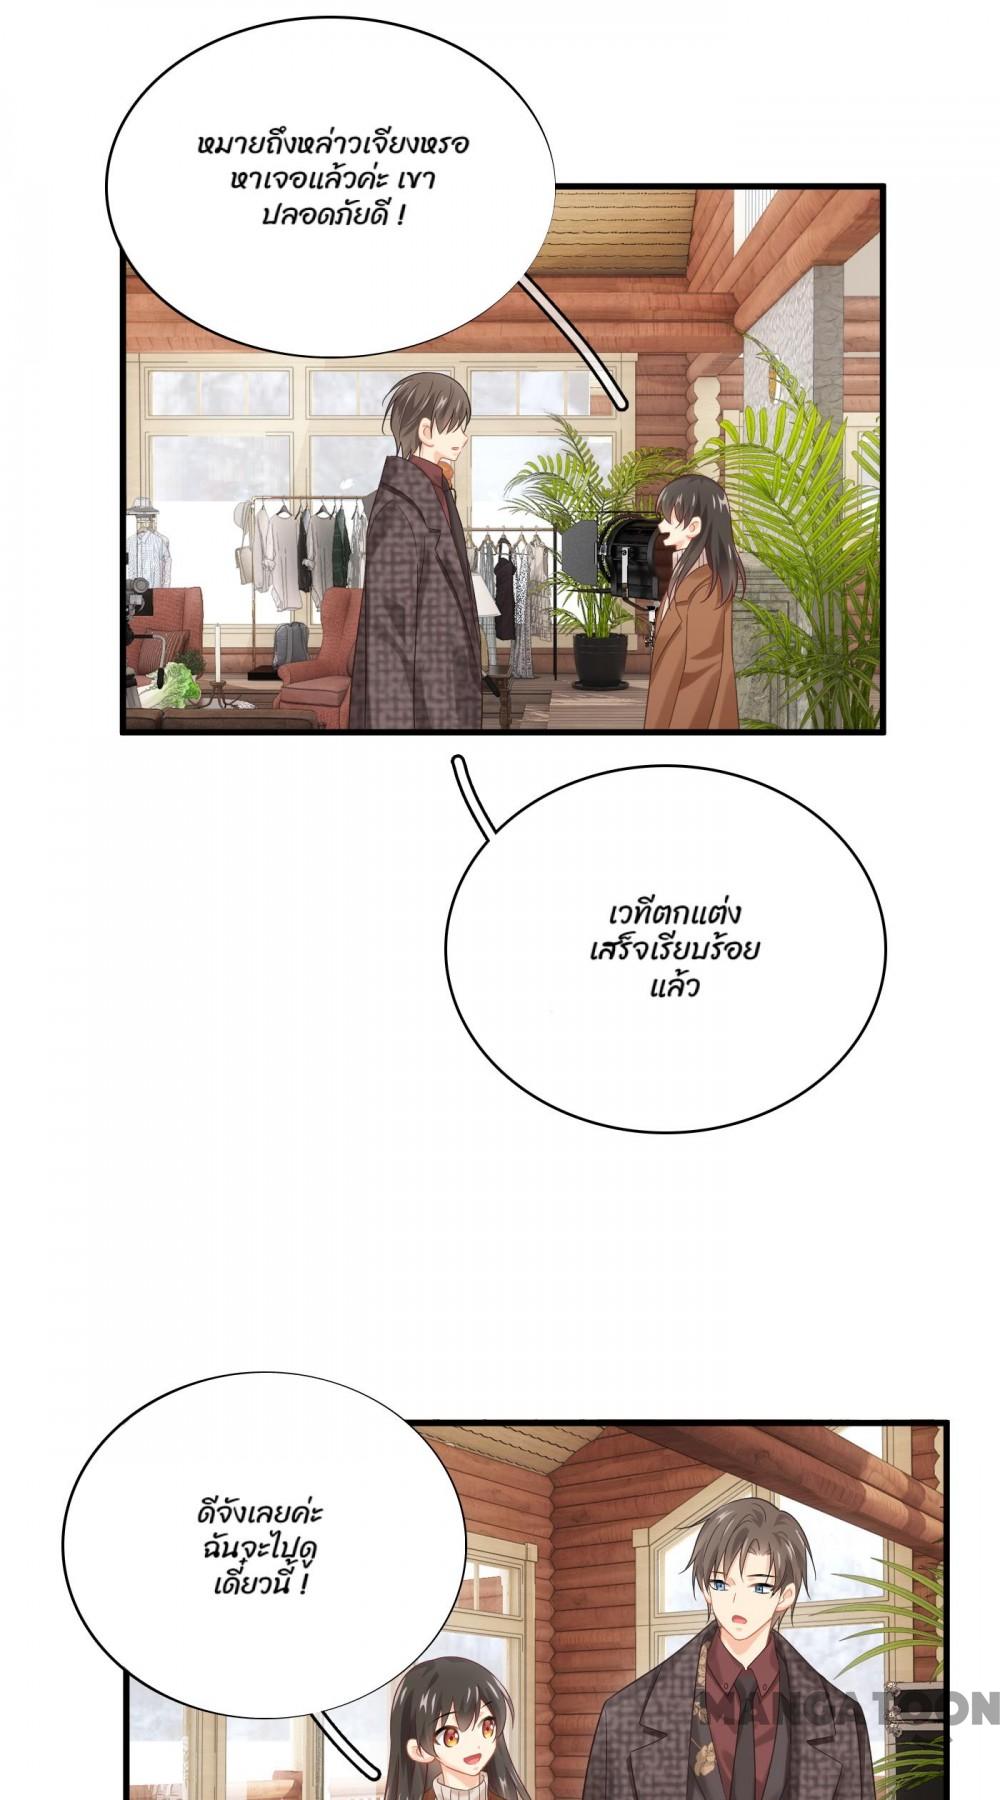 หมายถึงหล่าวเจียงหรอ
หาเจอแล้วค่ะ เขา
ปลอดภัยดี !
เวทีตกแต่ง
เสร็จเรียบร้อย
แล้ว
ดีจังเลยค่ะ
ฉันจะไปดู
เดี๋ยวนี้ !
MANGATOON